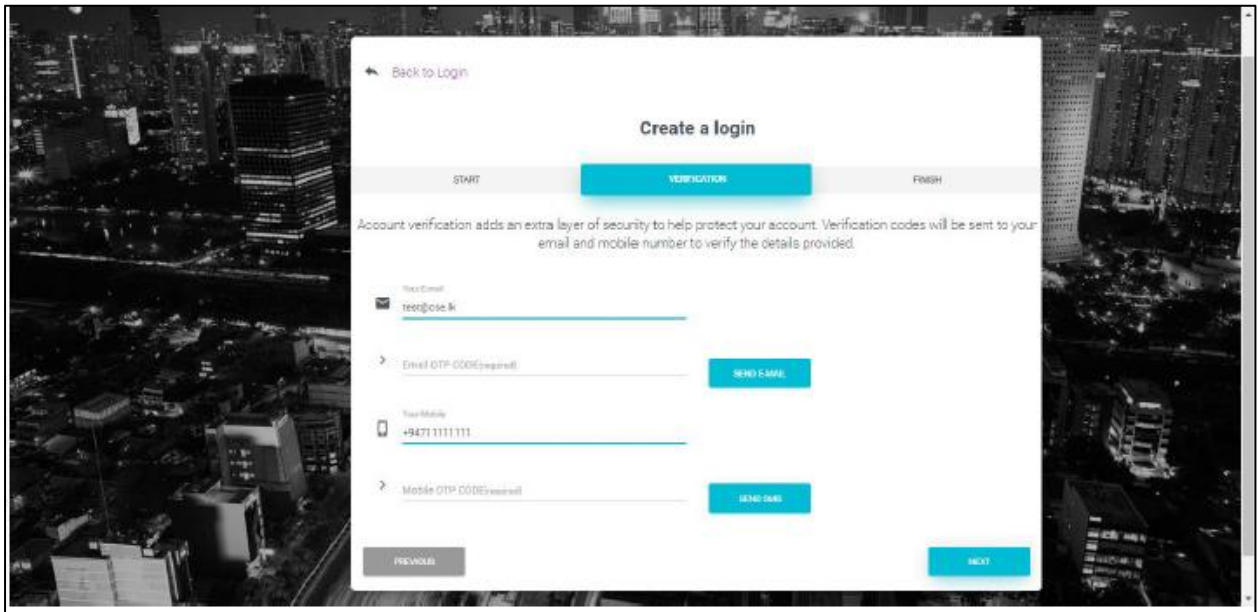 Back to Login
Create a login
START
VERIFICATION
FINISH
Account verification adds an extra layer of security to help protect your account. Verification codes will be sent to your
email and mobile number to verify the details provided.
Your Email
test@cse.lk
Email OTP CODE(required)
SEND EMAIL
Your Mobile
+94711111111
Mobile OTP CODE(required)
SEND SMS
PREVIOUS
NEXT